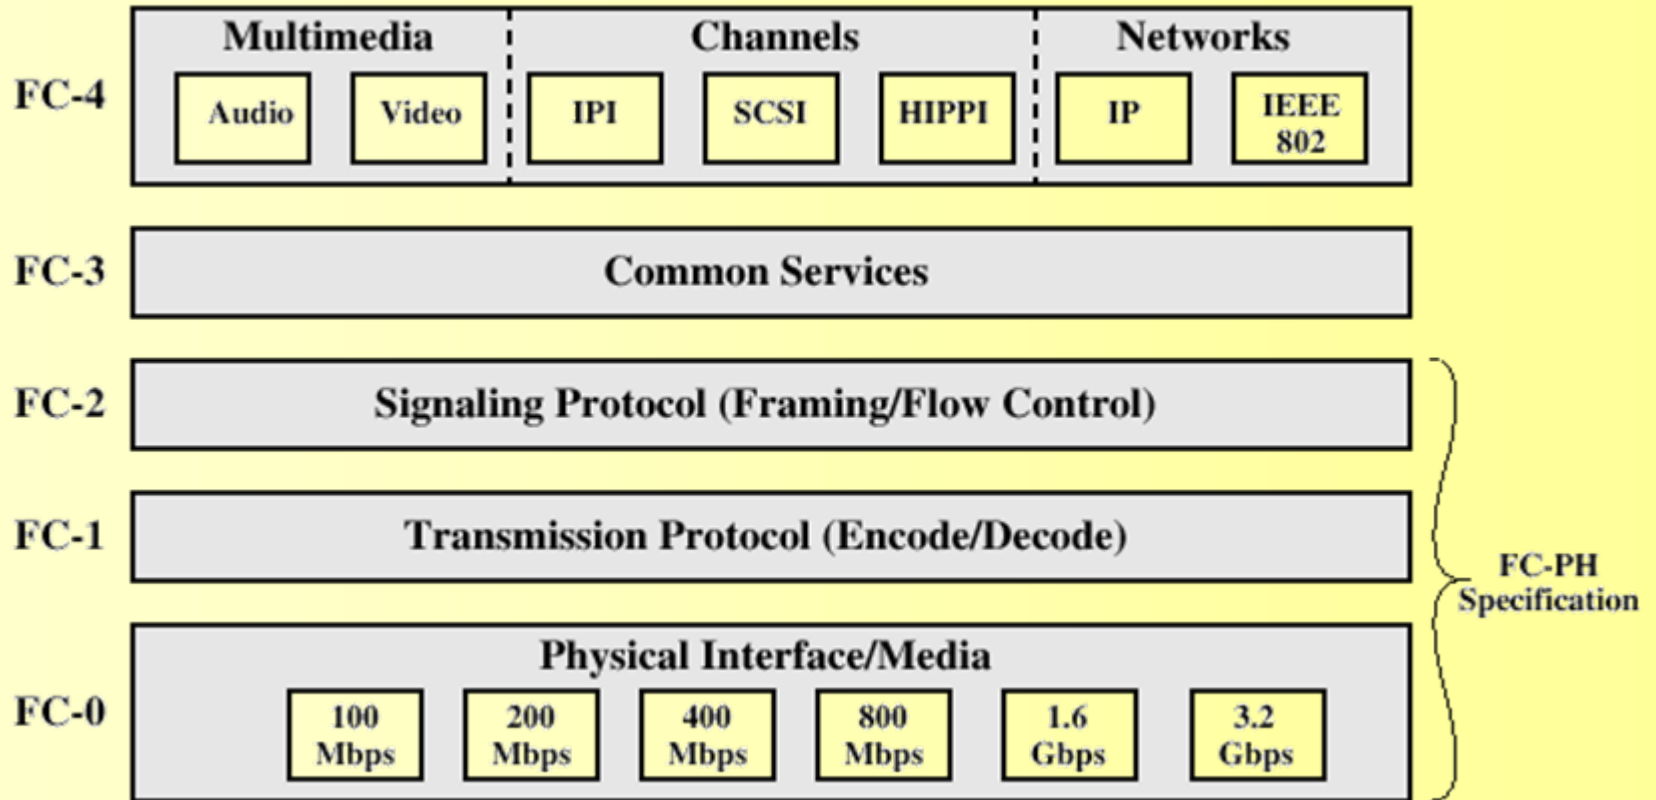 Multimedia
Channels
Networks
FC-4
Audio
Video
IPI
SCSI
HIPPI
IP
IEEE
802
FC-3
Common Services
FC-2
Signaling Protocol (Framing/Flow Control)
FC-1
Transmission Protocol (Encode/Decode)
FC-PH
Specification
Physical Interface/Media
FC-0
100
Mbps
200
Mbps
400
Mbps
800
Mbps
1.6
Gbps
3.2
Gbps